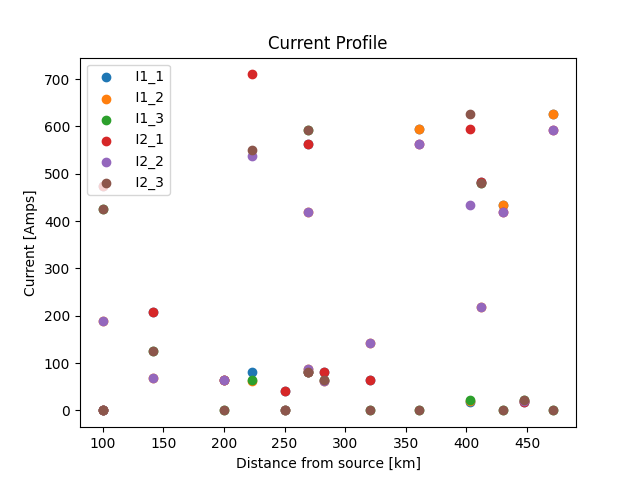 Current Profile
700
600
500
400
300
200
100
0
Current [Amps]
I1_1
I1_2
I1_3
I2_1
I2_2
I2_3
100 150 200 250 300 350 400 450
Distance from source [km]